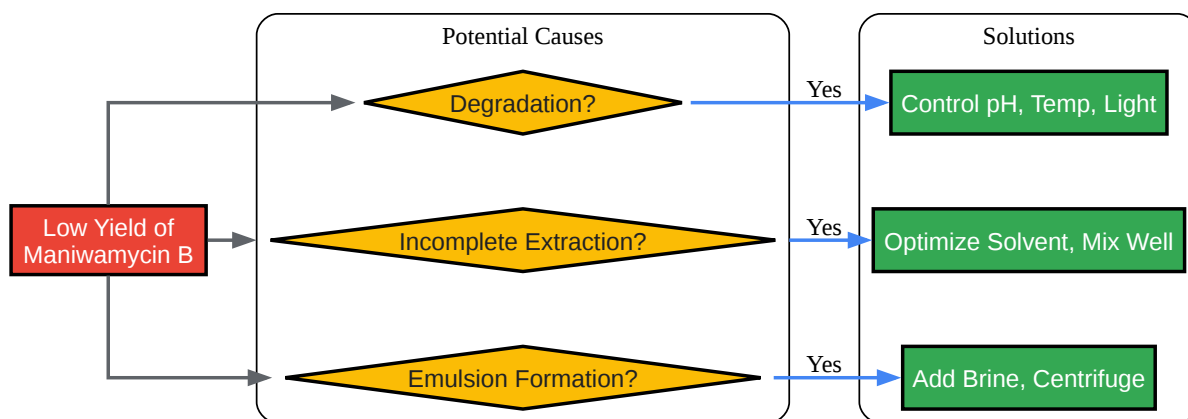 Potential Causes
Solutions
Degradation?
Yes
Control pH, Temp, Light
Low Yield of
Maniwamycin B
Incomplete Extraction?
Yes
Optimize Solvent, Mix Well
Emulsion Formation?
Yes
Add Brine, Centrifuge